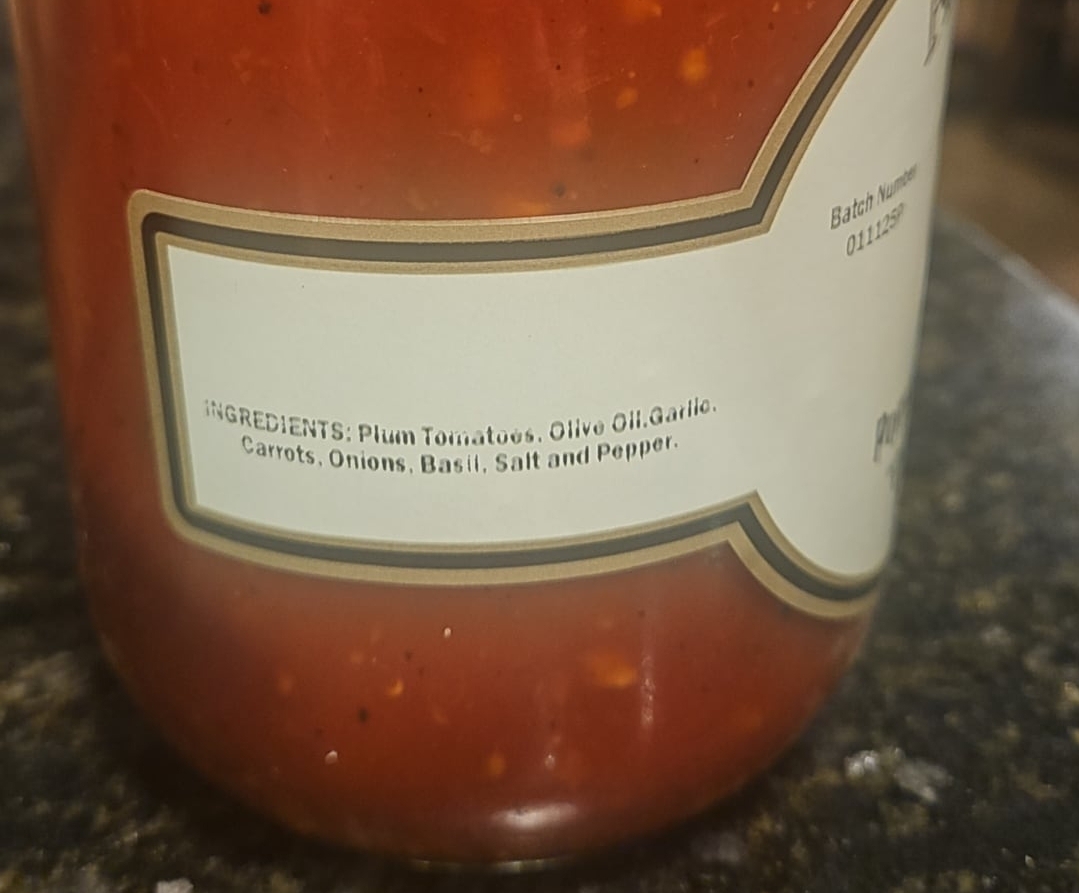 Batch Number
011125P
INGREDIENTS: Plum Tomatoes, Olive Oil.Garlic.
Carrots, Onions, Basil, Salt and Pepper.